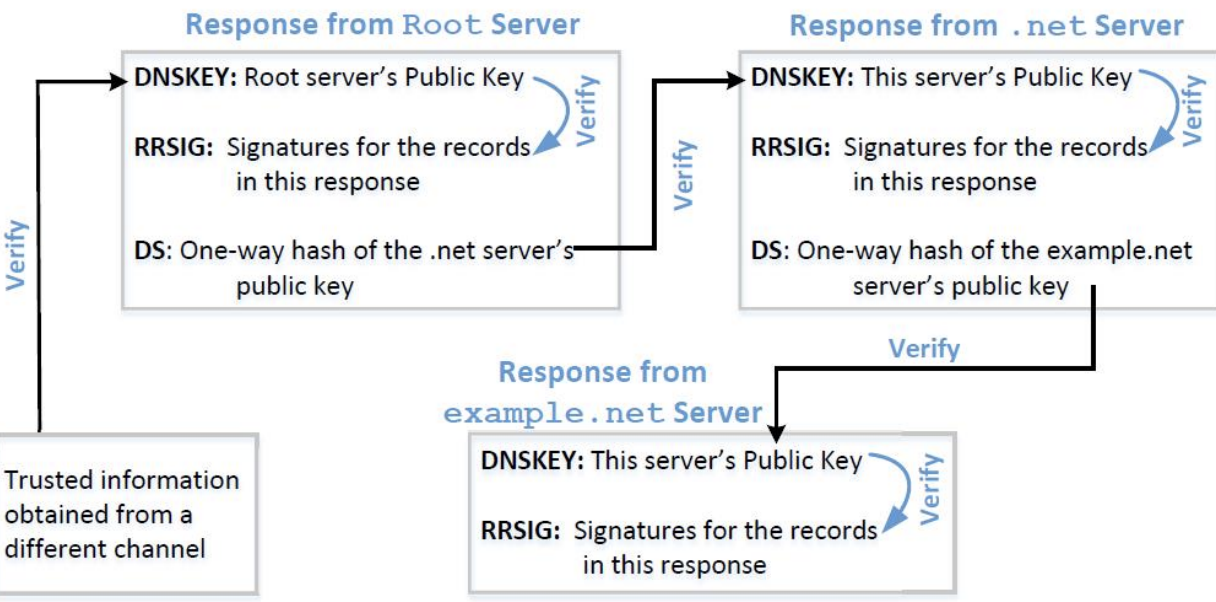 Response from Root Server
DNSKEY: Root server's Public Key
Verify
RRSIG: Signatures for the records
in this response
DS: One-way hash of the .net server's
public key
Verify
Response from .net Server
DNSKEY: This server's Public Key
Verify
RRSIG: Signatures for the records
in this response
DS: One-way hash of the example.net
server's public key
Verify
Verify
Response from
example.net Server
DNSKEY: This server's Public Key
Verify
RRSIG: Signatures for the records
in this response
Trusted information
obtained from a
different channel